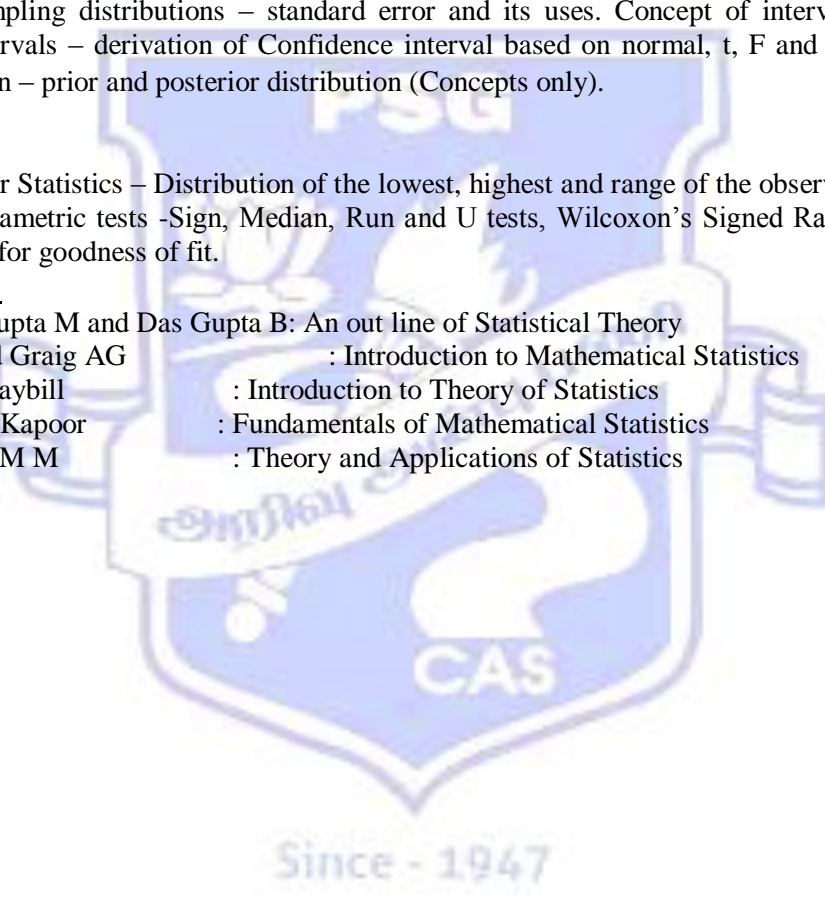 mpling distributions – standard error and its uses. Concept of interv
ervals – derivation of Confidence interval based on normal, t, F and
n – prior and posterior distribution (Concepts only).
PSG
r Statistics – Distribution of the lowest, highest and range of the observ
ametric tests -Sign, Median, Run and U tests, Wilcoxon's Signed Ra
for goodness of fit.
upta M and Das Gupta B: An out line of Statistical Theory
l Graig AG : Introduction to Mathematical Statistics
aybill : Introduction to Theory of Statistics
Kapoor : Fundamentals of Mathematical Statistics
M M : Theory and Applications of Statistics
அறிவு
CAS
Since - 1947